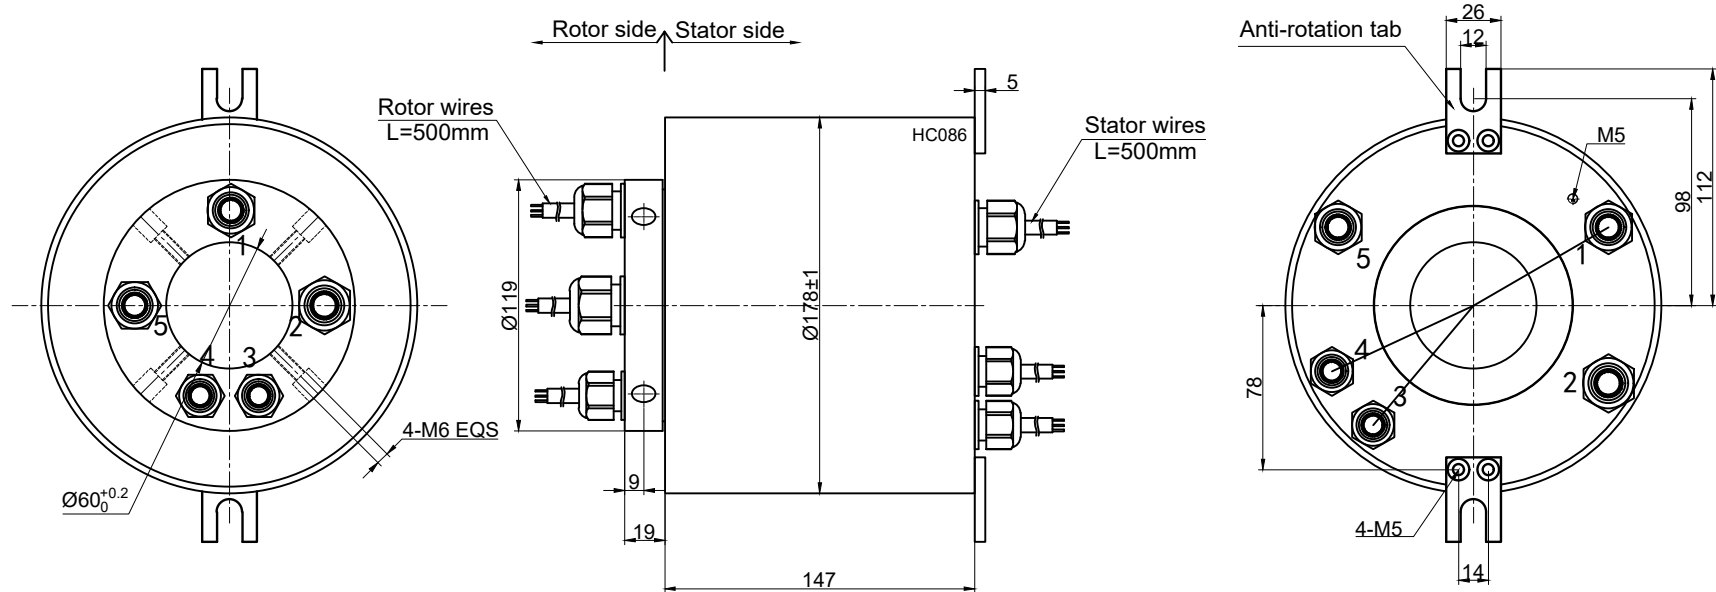 1
5
2
4
3
4-M6 EQS
Ø60 +0.2 0
Rotor side
Stator side
Rotor wires
L=500mm
5
HC086
Stator wires
L=500mm
Ø119
Ø178±1
9
19
147
Anti-rotation tab
26
12
M5
98
112
5
1
4
2
3
78
4-M5
14